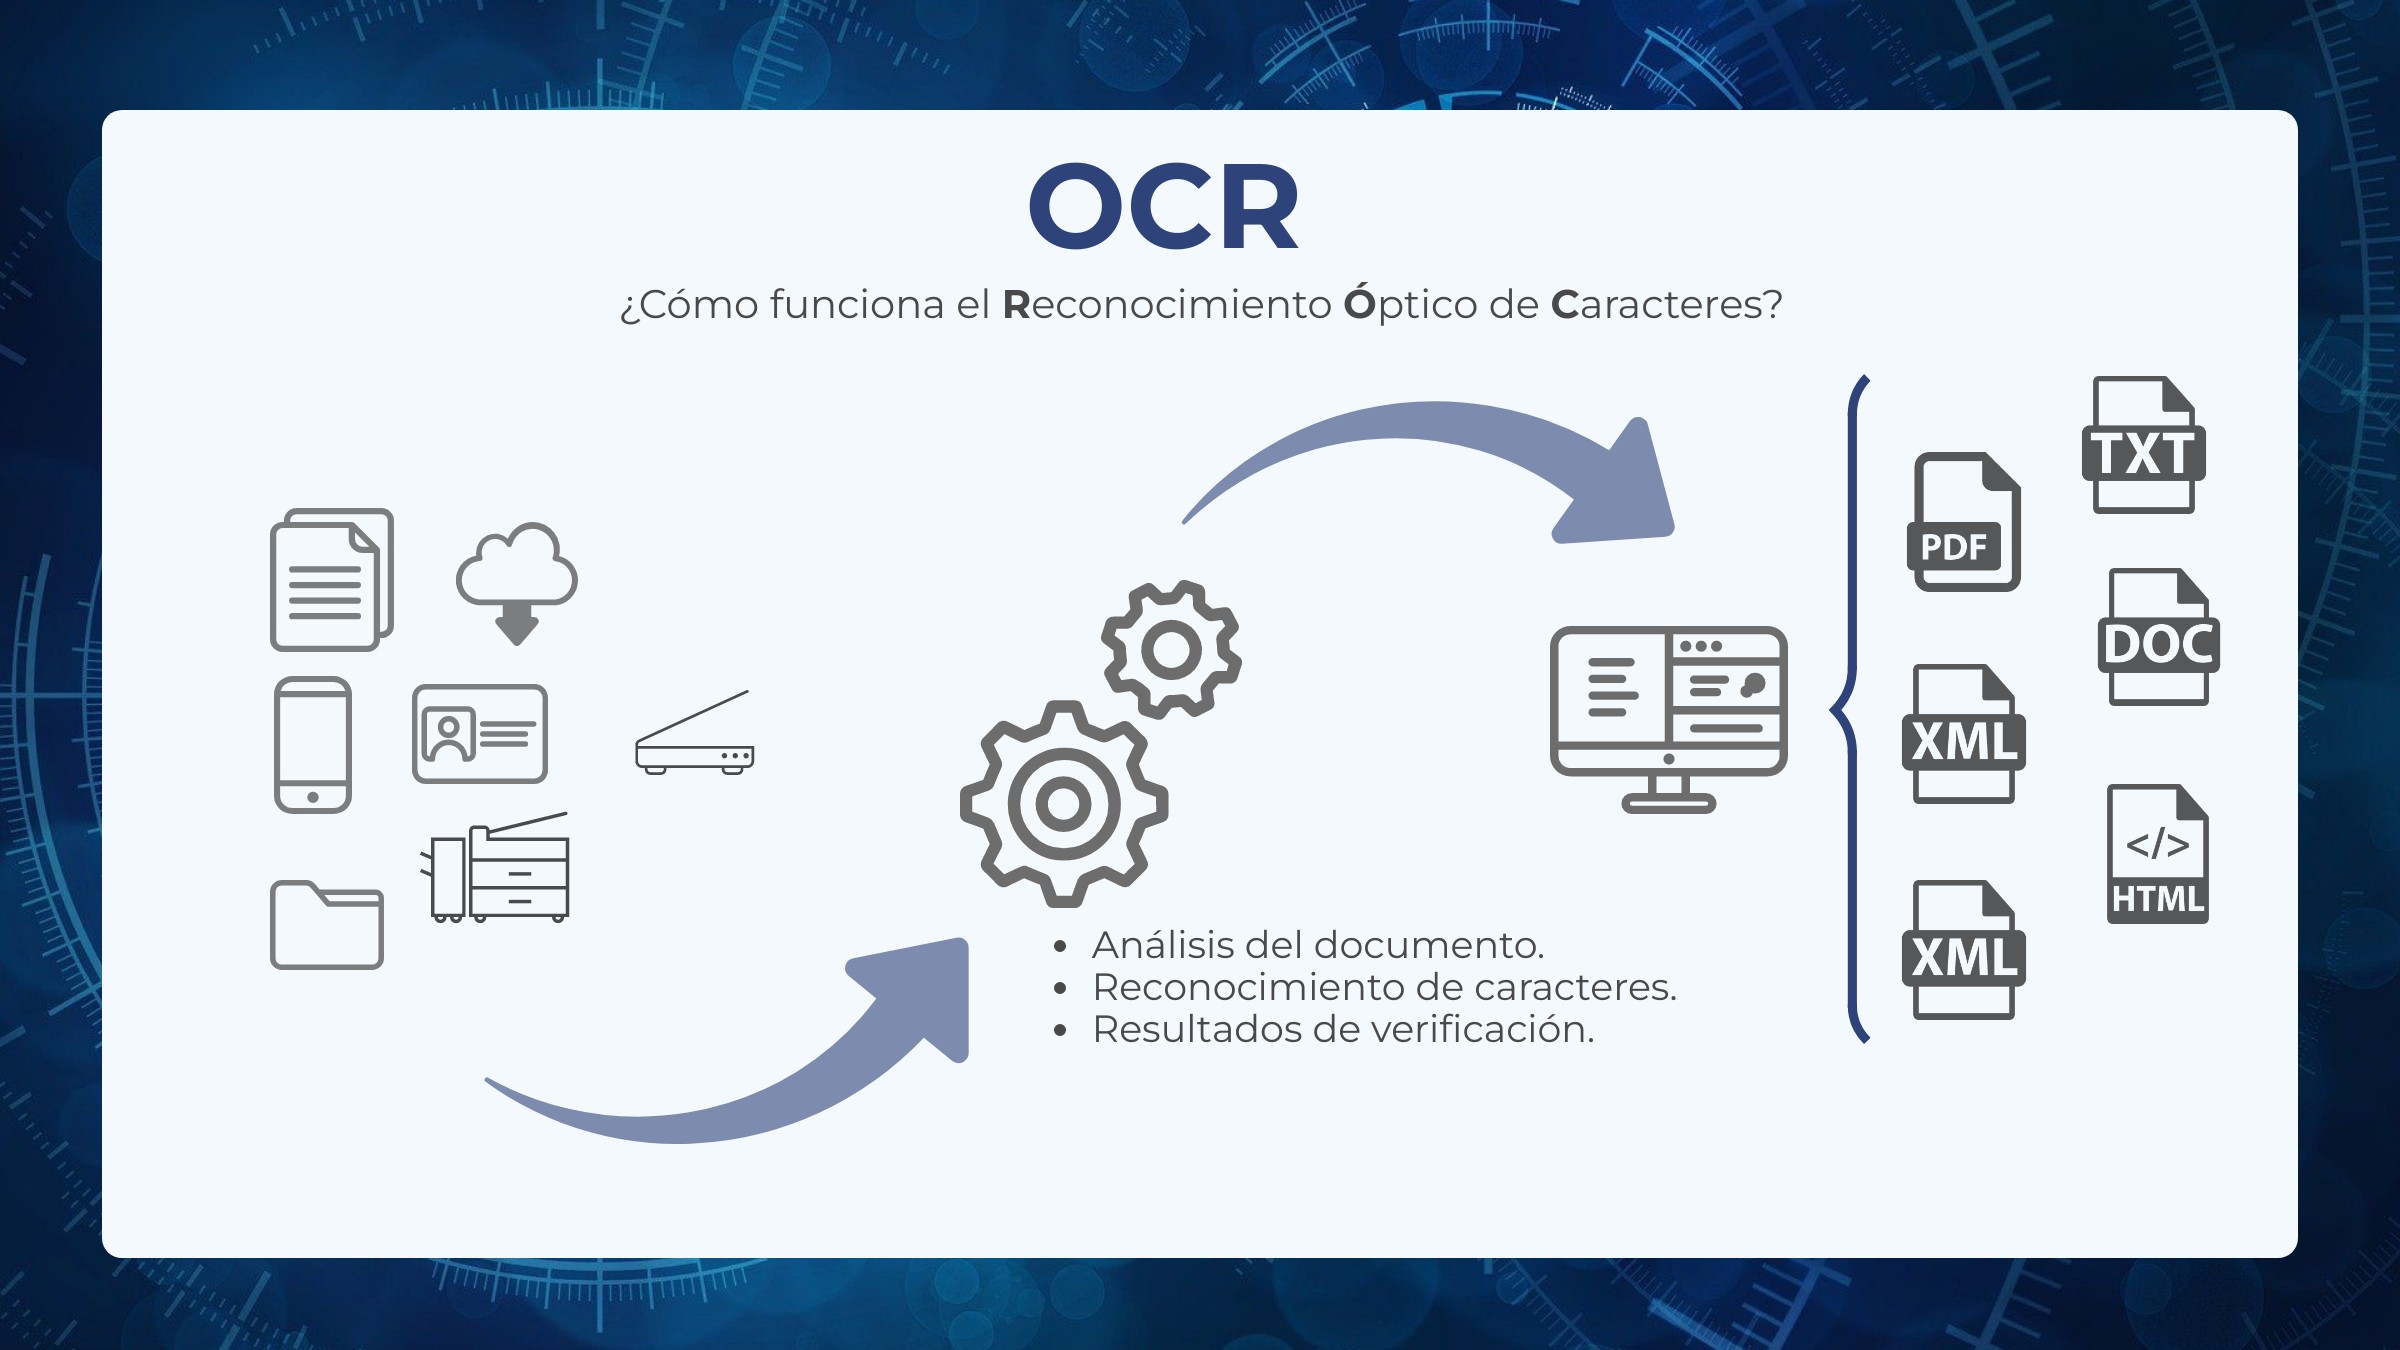 OCR
¿Cómo funciona el Reconocimiento Óptico de Caracteres?
Análisis del documento.
Reconocimiento de caracteres.
Resultados de verificación.
TXT
PDF
DOC
XML
</>
HTML
XML